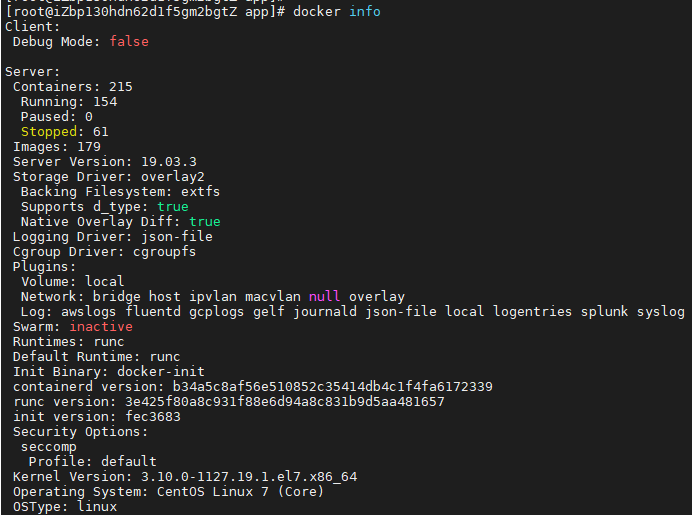 [root@iZbp130hdn62d1f5gm2bgtZ app]# docker info
Client:
 Debug Mode: false

Server:
 Containers: 215
  Running: 154
  Paused: 0
  Stopped: 61
 Images: 179
 Server Version: 19.03.3
 Storage Driver: overlay2
  Backing Filesystem: extfs
  Supports d_type: true
  Native Overlay Diff: true
 Logging Driver: json-file
 Cgroup Driver: cgroupfs
 Plugins:
  Volume: local
  Network: bridge host ipvlan macvlan null overlay
  Log: awslogs fluentd gcplogs gelf journald json-file local logentries splunk syslog
 Swarm: inactive
 Runtimes: runc
 Default Runtime: runc
 Init Binary: docker-init
 containerd version: b34a5c8af56e510852c35414db4c1f4fa6172339
 runc version: 3e425f80a8c931f88e6d94a8c831b9d5aa481657
 init version: fec3683
 Security Options:
  seccomp
   Profile: default
 Kernel Version: 3.10.0-1127.19.1.el7.x86_64
 Operating System: CentOS Linux 7 (Core)
 OSType: linux